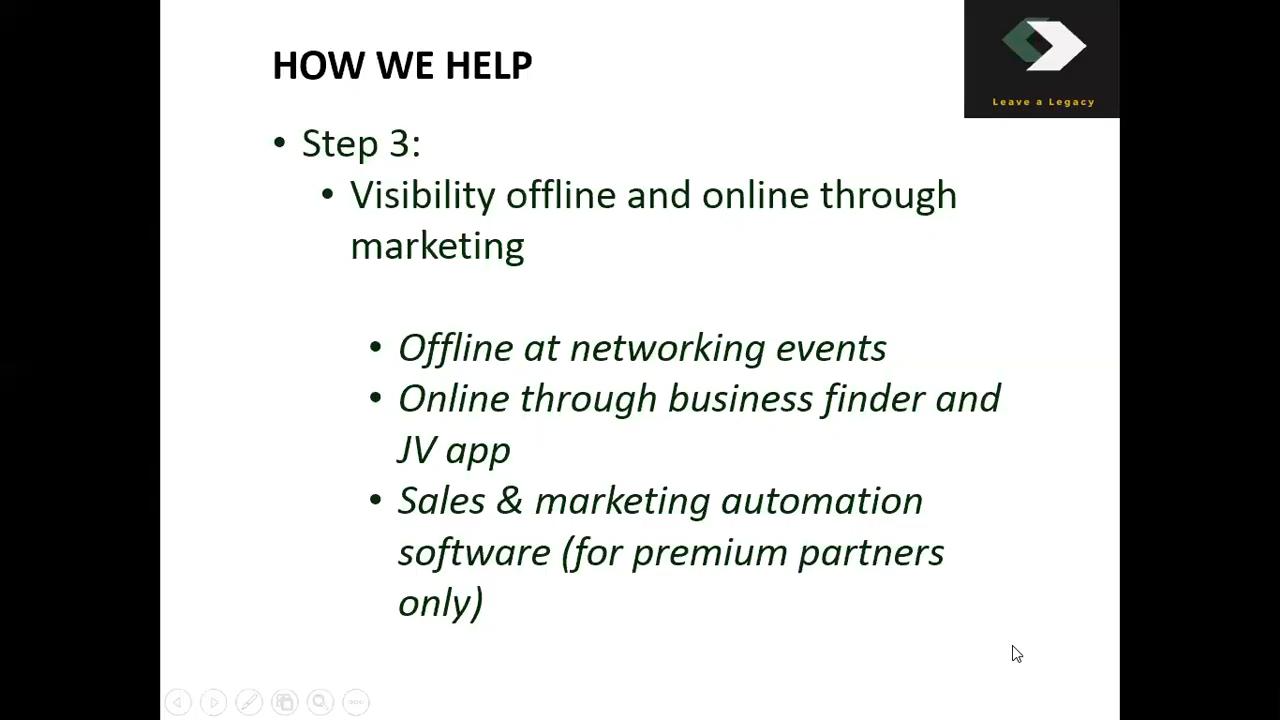 HOW WE HELP
Leave a Legacy
• Step 3:
• Visibility offline and online through
marketing
• Offline at networking events
• Online through business finder and
JV app
• Sales & marketing automation
software (for premium partners
only)